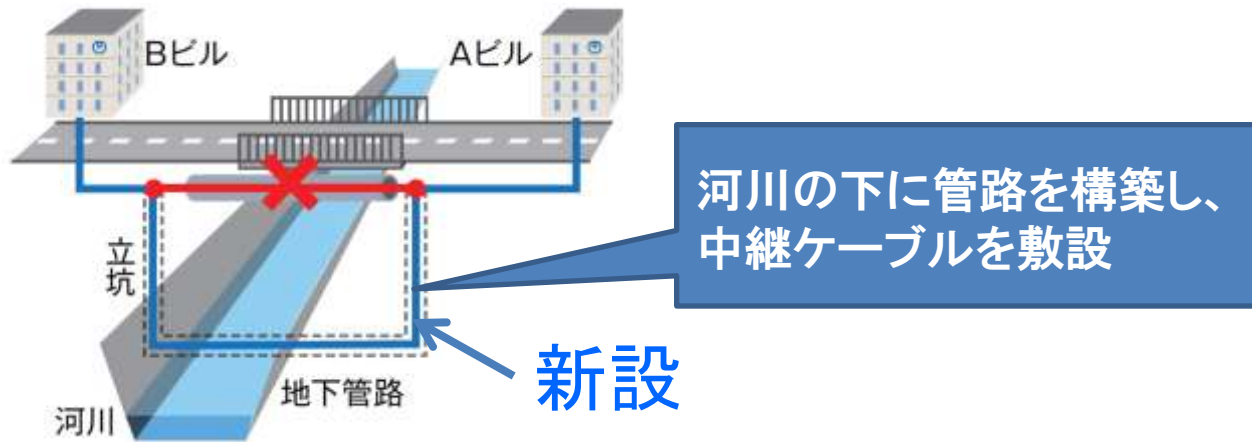 Bビル
Aビル
河川の下に管路を構築し、
中継ケーブルを敷設
立坑
新設
地下管路
河川